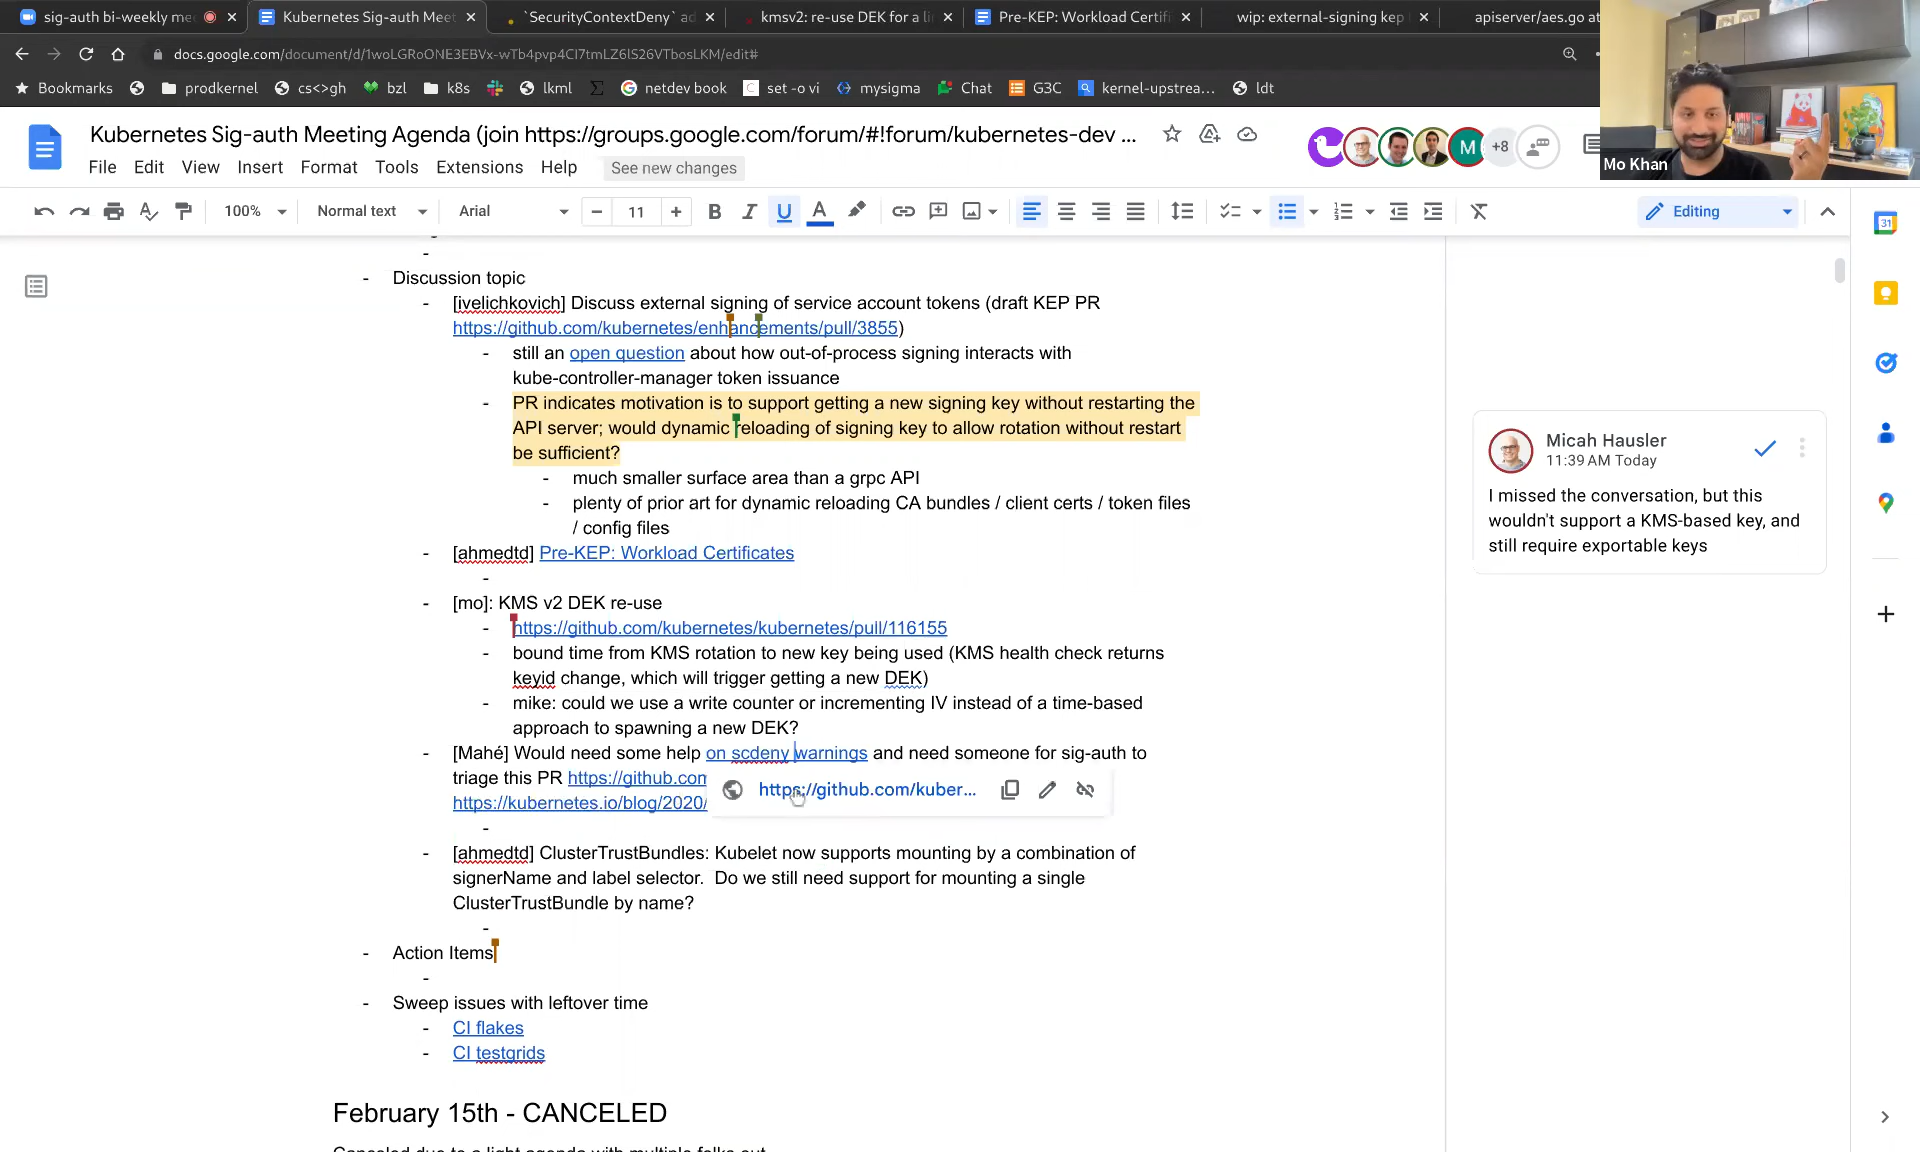 sig-auth bi-weekly me
Kubernetes Sig-auth Meet
`SecurityContextDeny` ad
kmsv2: re-use DEK for a li
Pre-KEP: Workload Certifi
wip: external-signing kep
apiserver/aes.go at
docs.google.com/document/d/1woLGRoONE3EBVx-wTb4pvp4CI7tmLZ6lS26VTbosLKM/edit#
Bookmarks
prodkernel
cs<>gh
bzl
k8s
lkml
netdev book
set -o vi
mysigma
Chat
G3C
kernel-upstrea...
ldt
Kubernetes Sig-auth Meeting Agenda (join https://groups.google.com/forum/#!forum/kubernetes-dev ...
M
+8
Mo Khan
File Edit View Insert Format Tools Extensions Help See new changes
100% Normal text Arial 11 Editing
31
- Discussion topic
- [ivelichkovich] Discuss external signing of service account tokens (draft KEP PR
https://github.com/kubernetes/enhancements/pull/3855)
- still an open question about how out-of-process signing interacts with
kube-controller-manager token issuance
- PR indicates motivation is to support getting a new signing key without restarting the
API server; would dynamic reloading of signing key to allow rotation without restart
be sufficient?
- much smaller surface area than a grpc API
- plenty of prior art for dynamic reloading CA bundles / client certs / token files
/ config files
- [ahmedtd] Pre-KEP: Workload Certificates
-
- [mo]: KMS v2 DEK re-use
- https://github.com/kubernetes/kubernetes/pull/116155
- bound time from KMS rotation to new key being used (KMS health check returns
keyid change, which will trigger getting a new DEK)
- mike: could we use a write counter or incrementing IV instead of a time-based
approach to spawning a new DEK?
- [Mahé] Would need some help on scdeny warnings and need someone for sig-auth to
triage this PR https://github.com
https://github.com/kuber...
https://kubernetes.io/blog/2020/
-
- [ahmedtd] ClusterTrustBundles: Kubelet now supports mounting by a combination of
signerName and label selector. Do we still need support for mounting a single
ClusterTrustBundle by name?
-
- Action Items
-
- Sweep issues with leftover time
- CI flakes
- CI testgrids
February 15th - CANCELED
Canceled due to a light agenda with multiple folks out
Micah Hausler
11:39 AM Today
I missed the conversation, but this
wouldn't support a KMS-based key, and
still require exportable keys